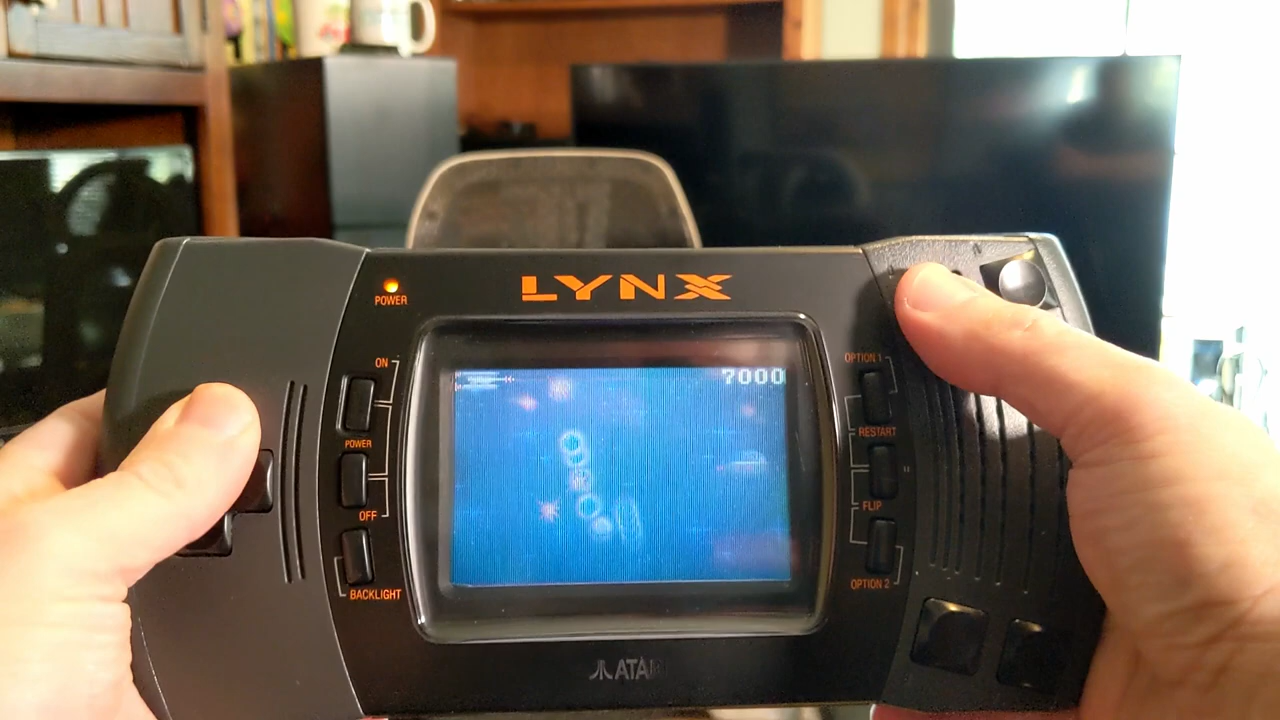 LYNX
POWER
ON
OPTION 1
7000
POWER
RESTART
OFF
FLIP
BACKLIGHT
OPTION 2
ATARI